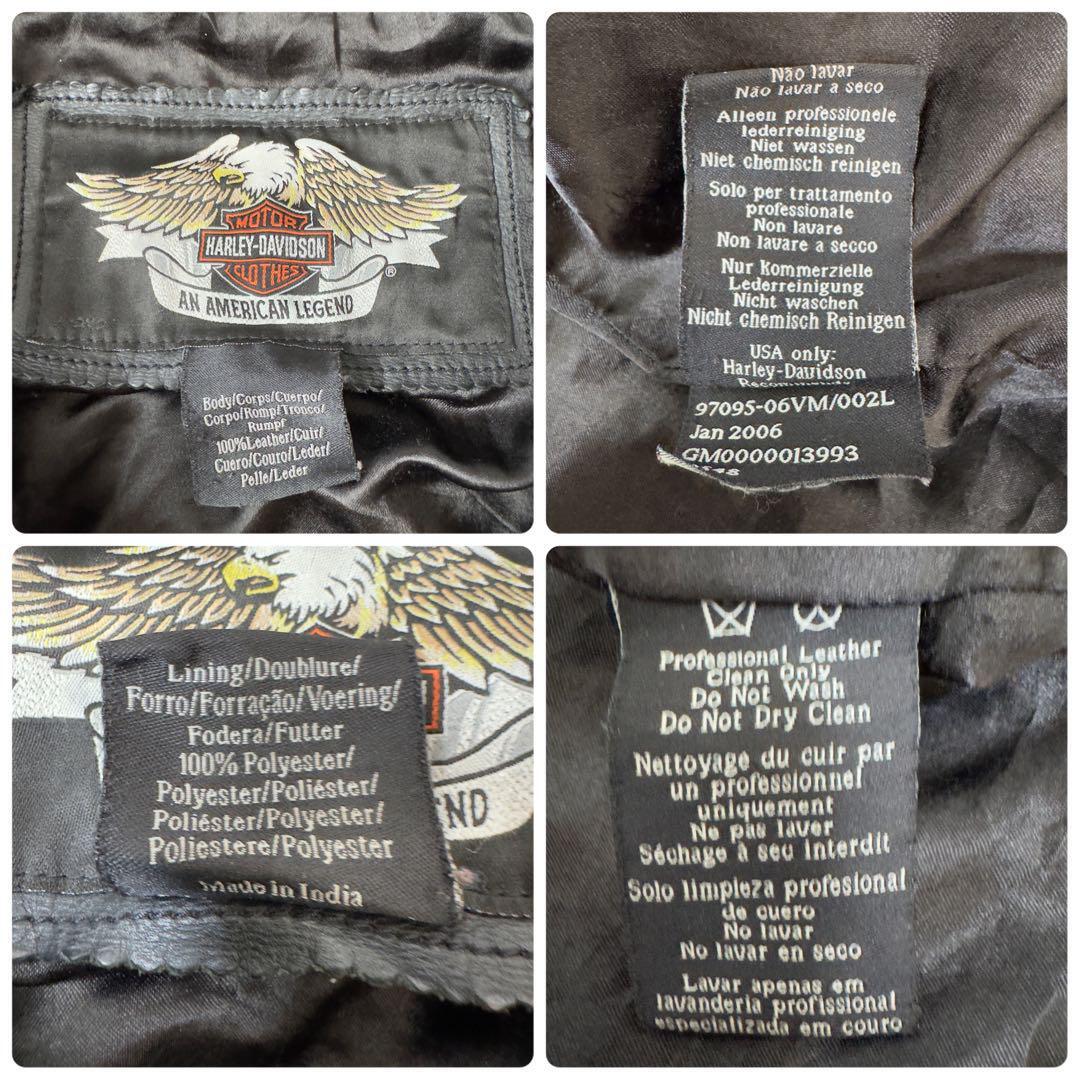 MOTOR
HARLEY-DAVIDSON
CLOTHES
®
AN AMERICAN LEGEND
Body/Corps/Cuerpo/
Corpo/Romp/Tronco/
Rumpf
100%Leather/Cuir/
Cuero/Couro/Leder/
Pelle/Leder
Não lavar
Não lavar a seco
Alleen professionele
lederreiniging
Niet wassen
Niet chemisch reinigen
Solo per trattamento
professionale
Non lavare
Non lavare a secco
Nur Kommerzielle
Lederreinigung
Nicht waschen
Nicht chemisch Reinigen
USA only:
Harley-Davidson
97095-06VM/002L
Jan 2006
GM0000013993
Lining/Doublure/
Forro/Forração/Voering/
Fodera/Futter
100% Polyester/
Polyester/Poliéster/
Poliéster/Polyester/
Poliestere/Polyester
Made in India
END
Professional Leather
Clean Only
Do Not Wash
Do Not Dry Clean
Nettoyage du cuir par
un professionnel
uniquement
Ne pas laver
Séchage à sec interdit
Solo limpieza profesional
de cuero
No lavar
No lavar en seco
Lavar apenas em
lavanderia profissional
especializada em couro